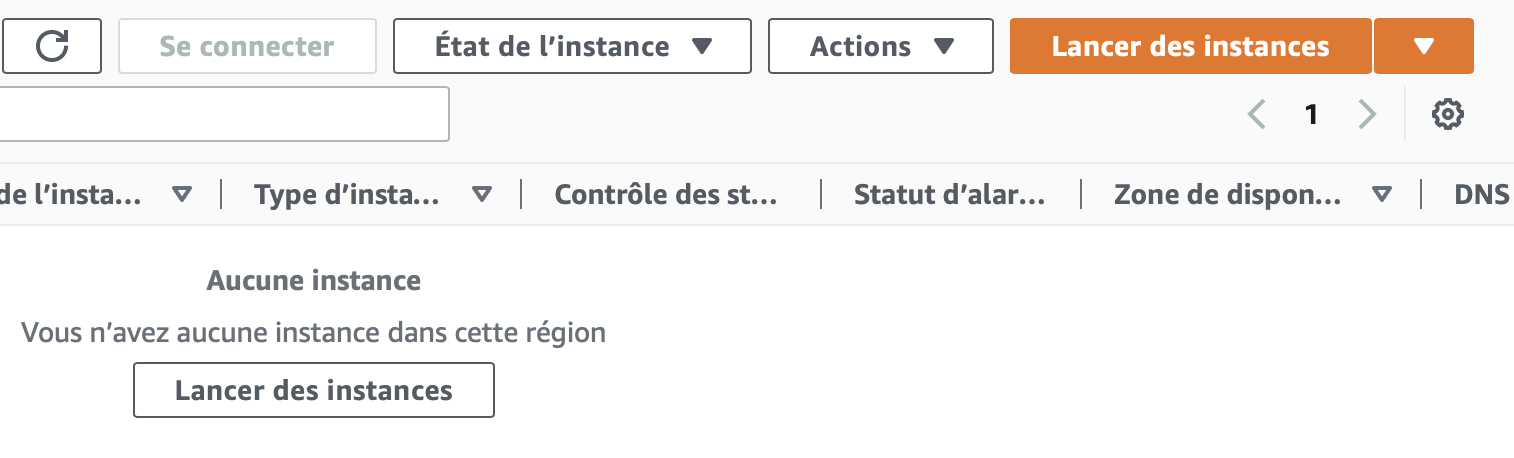 Se connecter État de l’instance Actions Lancer des instances
1
de l’insta... Type d’insta... Contrôle des st... Statut d’alar... Zone de dispon... DNS
Aucune instance
Vous n’avez aucune instance dans cette région
Lancer des instances